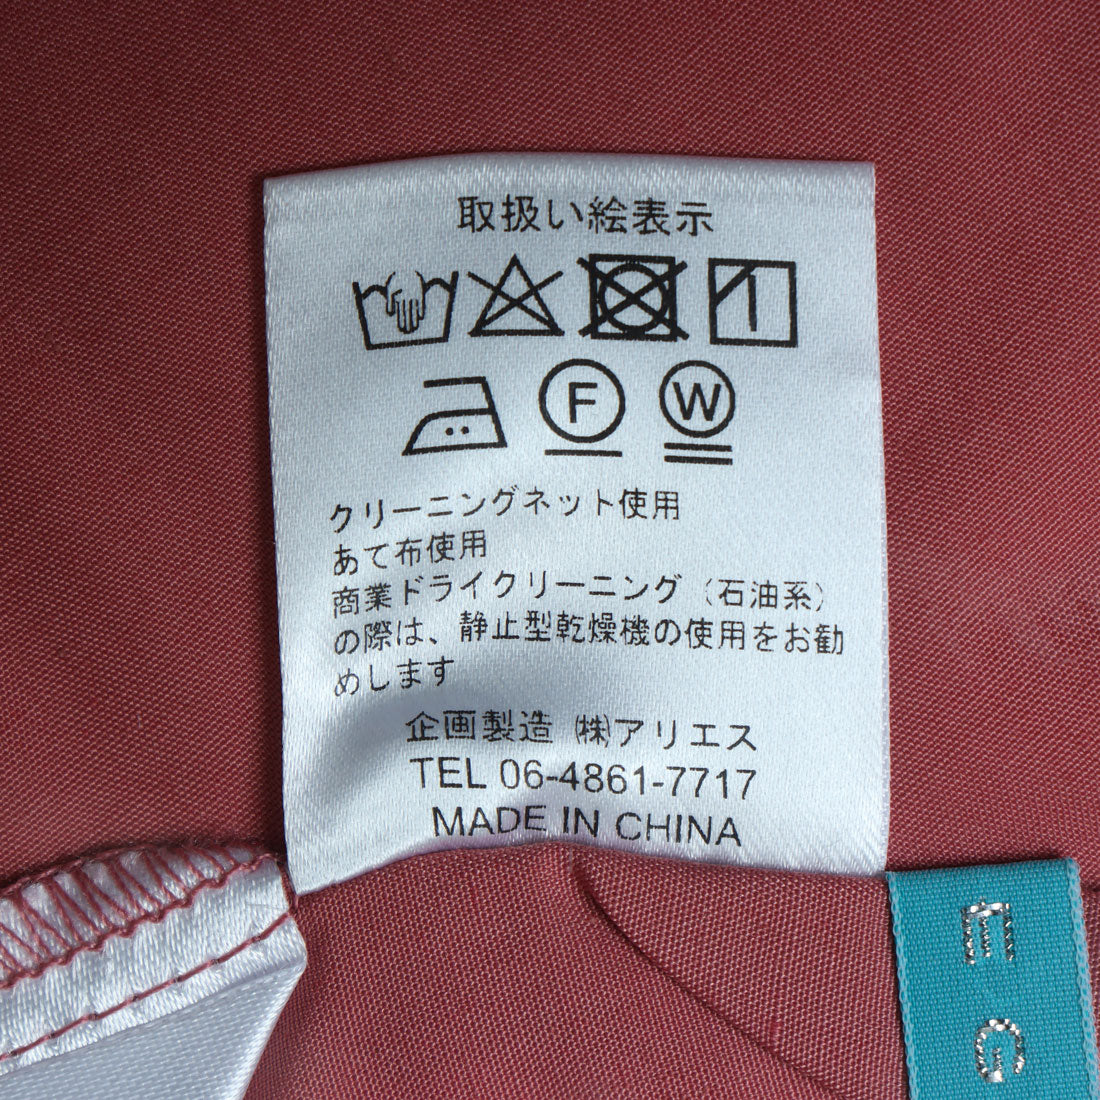 取扱い絵表示
F W
クリーニングネット使用
あて布使用
商業ドライクリーニング（石油系）
の際は、静止型乾燥機の使用をお勧
めします
企画製造 ㈱アリエス
TEL 06-4861-7717
MADE IN CHINA
E G